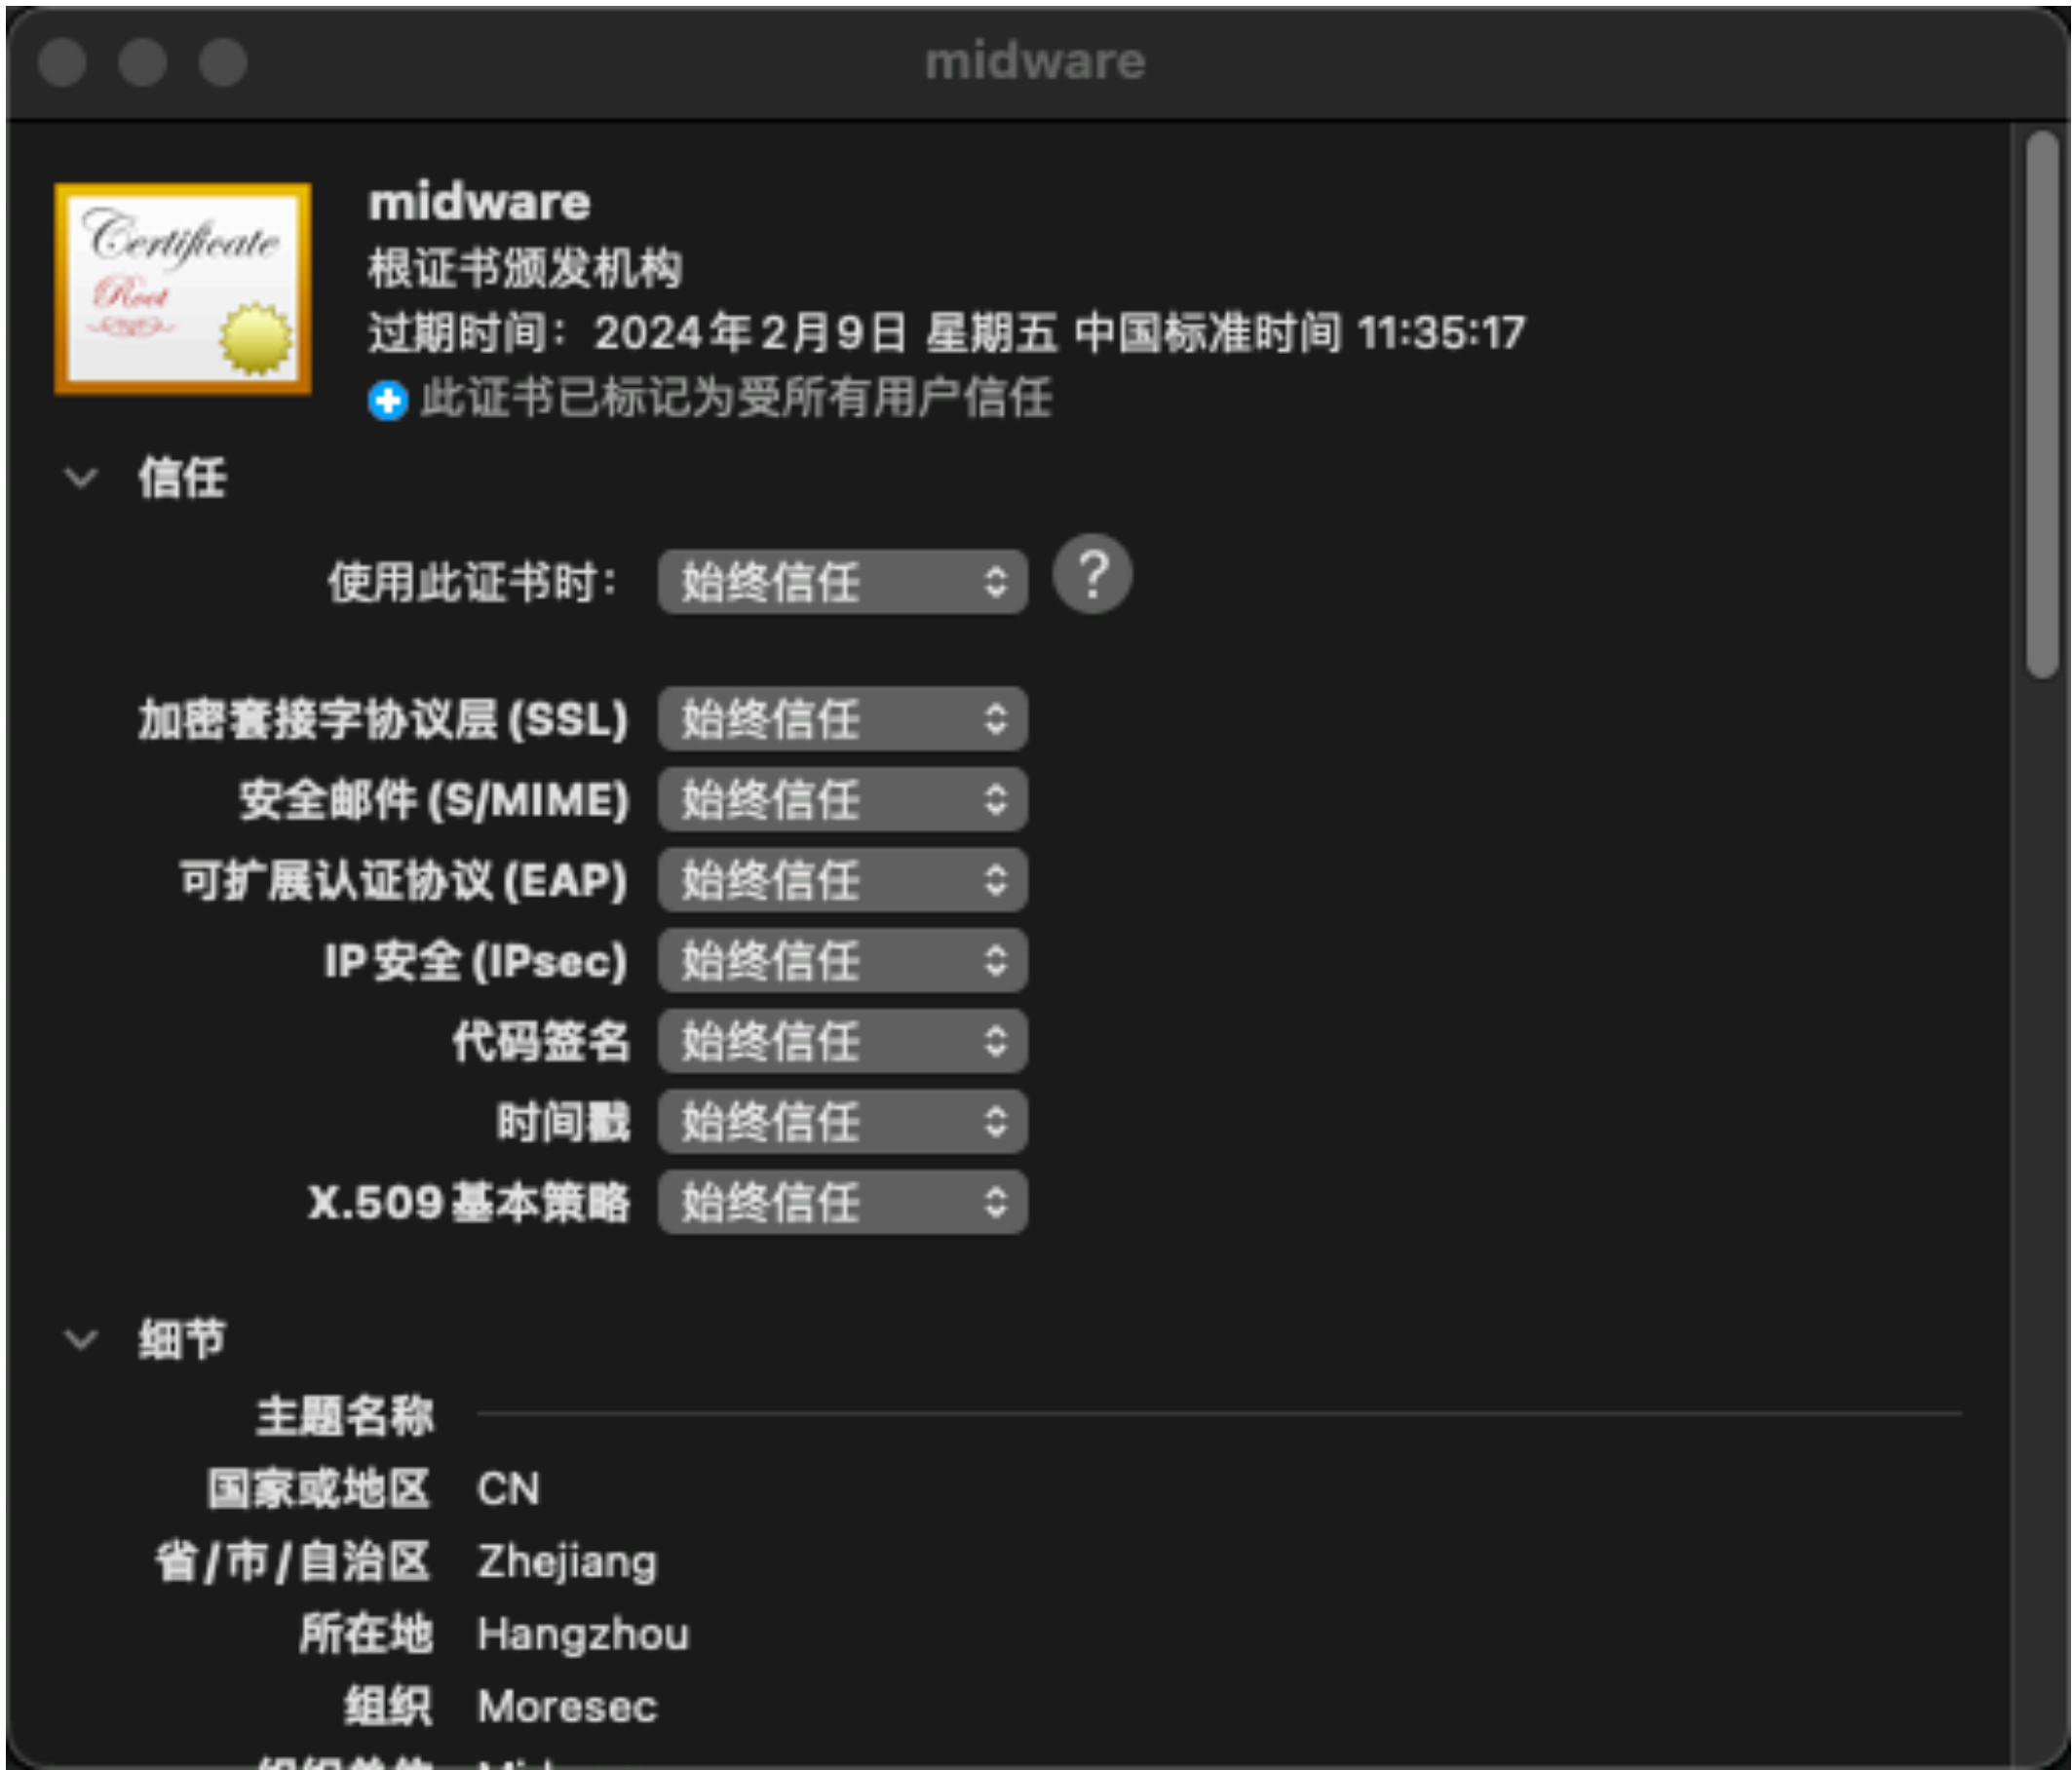 midware
Certificate
Root
midware
根证书颁发机构
过期时间：2024年2月9日 星期五 中国标准时间 11:35:17
此证书已标记为受所有用户信任
信任
使用此证书时： 始终信任 ?
加密套接字协议层 (SSL) 始终信任
安全邮件 (S/MIME) 始终信任
可扩展认证协议 (EAP) 始终信任
IP 安全 (IPsec) 始终信任
代码签名 始终信任
时间戳 始终信任
X.509 基本策略 始终信任
细节
主题名称
国家或地区 CN
省/市/自治区 Zhejiang
所在地 Hangzhou
组织 Moresec